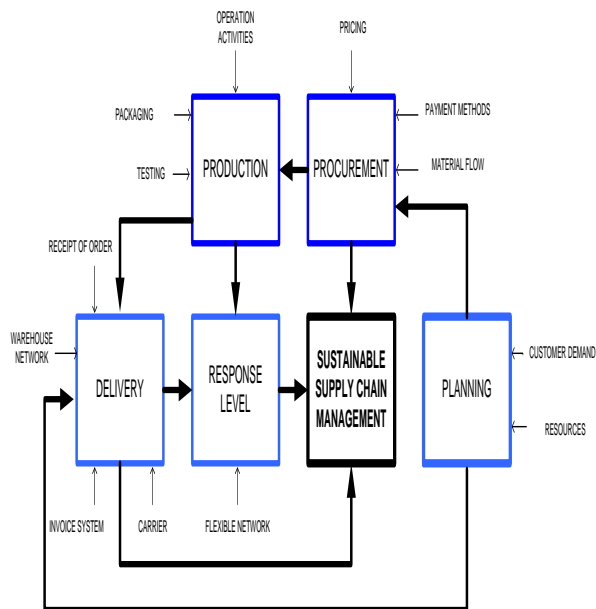 OPERATION
ACTIVITIES
PRICING
PACKAGING
PAYMENT METHODS
PRODUCTION
PROCUREMENT
TESTING
MATERIAL FLOW
RECEIPT OF ORDER
WAREHOUSE
NETWORK
CUSTOMER DEMAND
DELIVERY
RESPONSE
LEVEL
SUSTAINABLE
SUPPLY CHAIN
MANAGEMENT
PLANNING
RESOURCES
INVOICE SYSTEM
CARRIER
FLEXIBLE NETWORK